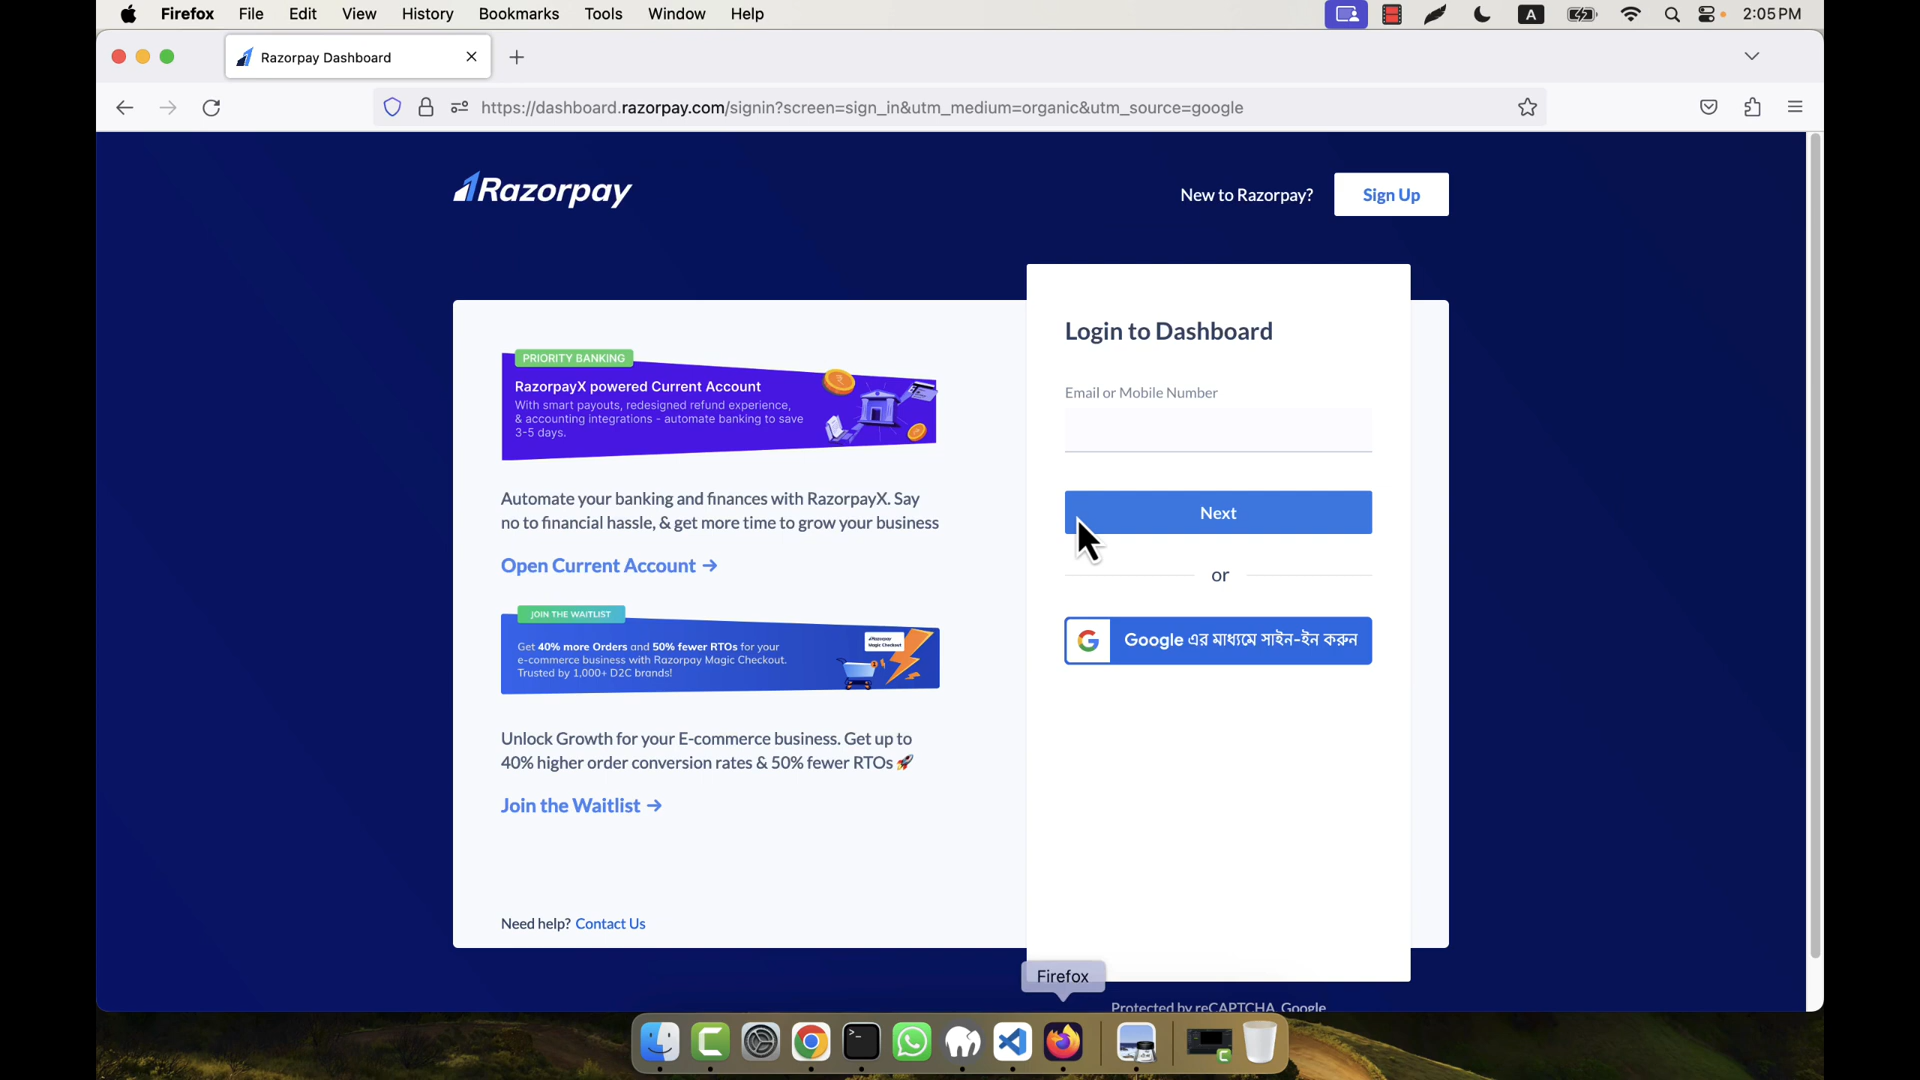 Firefox File Edit View History Bookmarks Tools Window Help
A
2:05 PM
Razorpay Dashboard
https://dashboard.razorpay.com/signin?screen=sign_in&utm_medium=organic&utm_source=google
Razorpay
New to Razorpay?
Sign Up
PRIORITY BANKING
RazorpayX powered Current Account
With smart payouts, redesigned refund experience,
& accounting integrations - automate banking to save
3-5 days.
Automate your banking and finances with RazorpayX. Say
no to financial hassle, & get more time to grow your business
Open Current Account →
JOIN THE WAITLIST
Get 40% more Orders and 50% fewer RTOs for your
e-commerce business with Razorpay Magic Checkout.
Trusted by 1,000+ D2C brands!
Razorpay
Magic Checkout
Unlock Growth for your E-commerce business. Get up to
40% higher order conversion rates & 50% fewer RTOs 🚀
Join the Waitlist →
Need help? Contact Us
Login to Dashboard
Email or Mobile Number
Next
or
Google এর মাধ্যমে সাইন-ইন করুন
Firefox
Protected by reCAPTCHA, Google